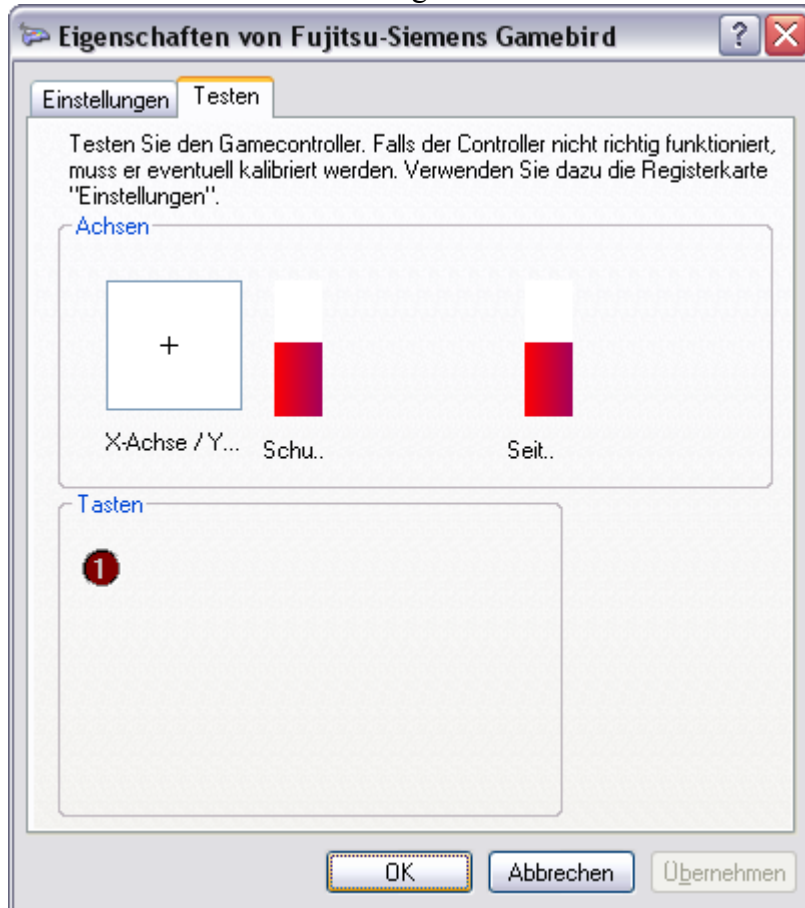 Eigenschaften von Fujitsu-Siemens Gamebird
Einstellungen Testen
Testen Sie den Gamecontroller. Falls der Controller nicht richtig funktioniert,
muss er eventuell kalibriert werden. Verwenden Sie dazu die Registerkarte
"Einstellungen".
Achsen
X-Achse / Y... Schu.. Seit..
Tasten
1
OK Abbrechen Übernehmen